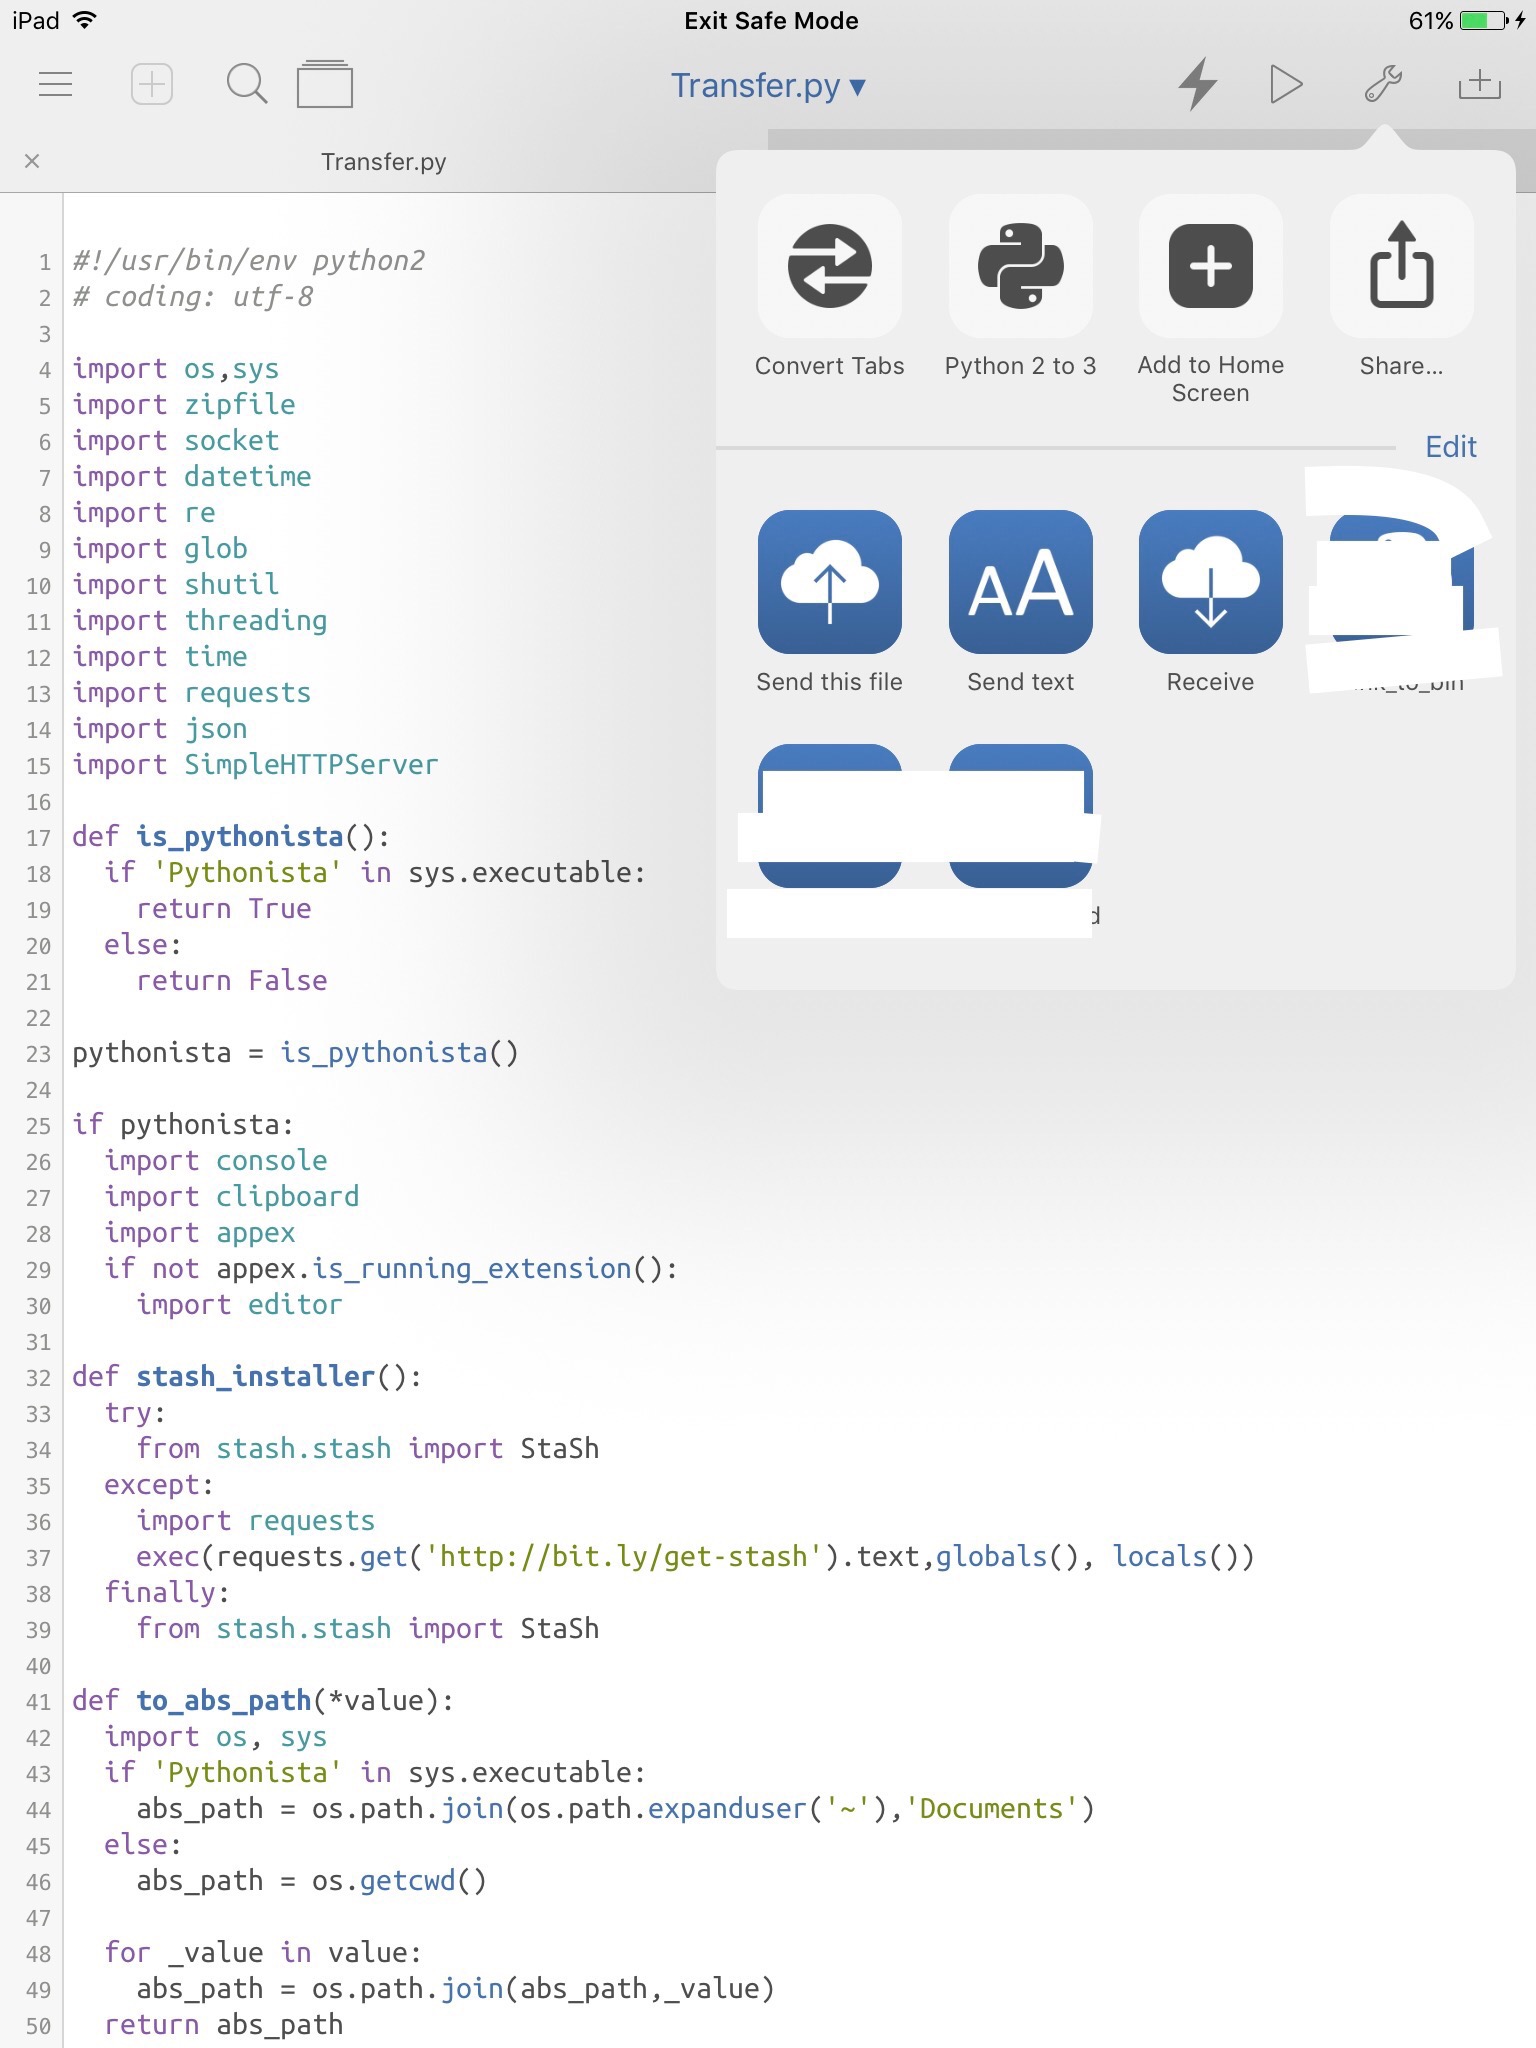 iPad
Exit Safe Mode
61%
Transfer.py ▾
× Transfer.py
1 #!/usr/bin/env python2
2 # coding: utf-8
3
4 import os,sys
5 import zipfile
6 import socket
7 import datetime
8 import re
9 import glob
10 import shutil
11 import threading
12 import time
13 import requests
14 import json
15 import SimpleHTTPServer
16
17 def is_pythonista():
18   if 'Pythonista' in sys.executable:
19     return True
20   else:
21     return False
22
23 pythonista = is_pythonista()
24
25 if pythonista:
26   import console
27   import clipboard
28   import appex
29   if not appex.is_running_extension():
30     import editor
31
32 def stash_installer():
33   try:
34     from stash.stash import StaSh
35   except:
36     import requests
37     exec(requests.get('http://bit.ly/get-stash').text,globals(), locals())
38   finally:
39     from stash.stash import StaSh
40
41 def to_abs_path(*value):
42   import os, sys
43   if 'Pythonista' in sys.executable:
44     abs_path = os.path.join(os.path.expanduser('~'),'Documents')
45   else:
46     abs_path = os.getcwd()
47
48   for _value in value:
49     abs_path = os.path.join(abs_path,_value)
50   return abs_path
Convert Tabs
Python 2 to 3
Add to Home
Screen
Share...
Edit
AA
Send this file
Send text
Receive